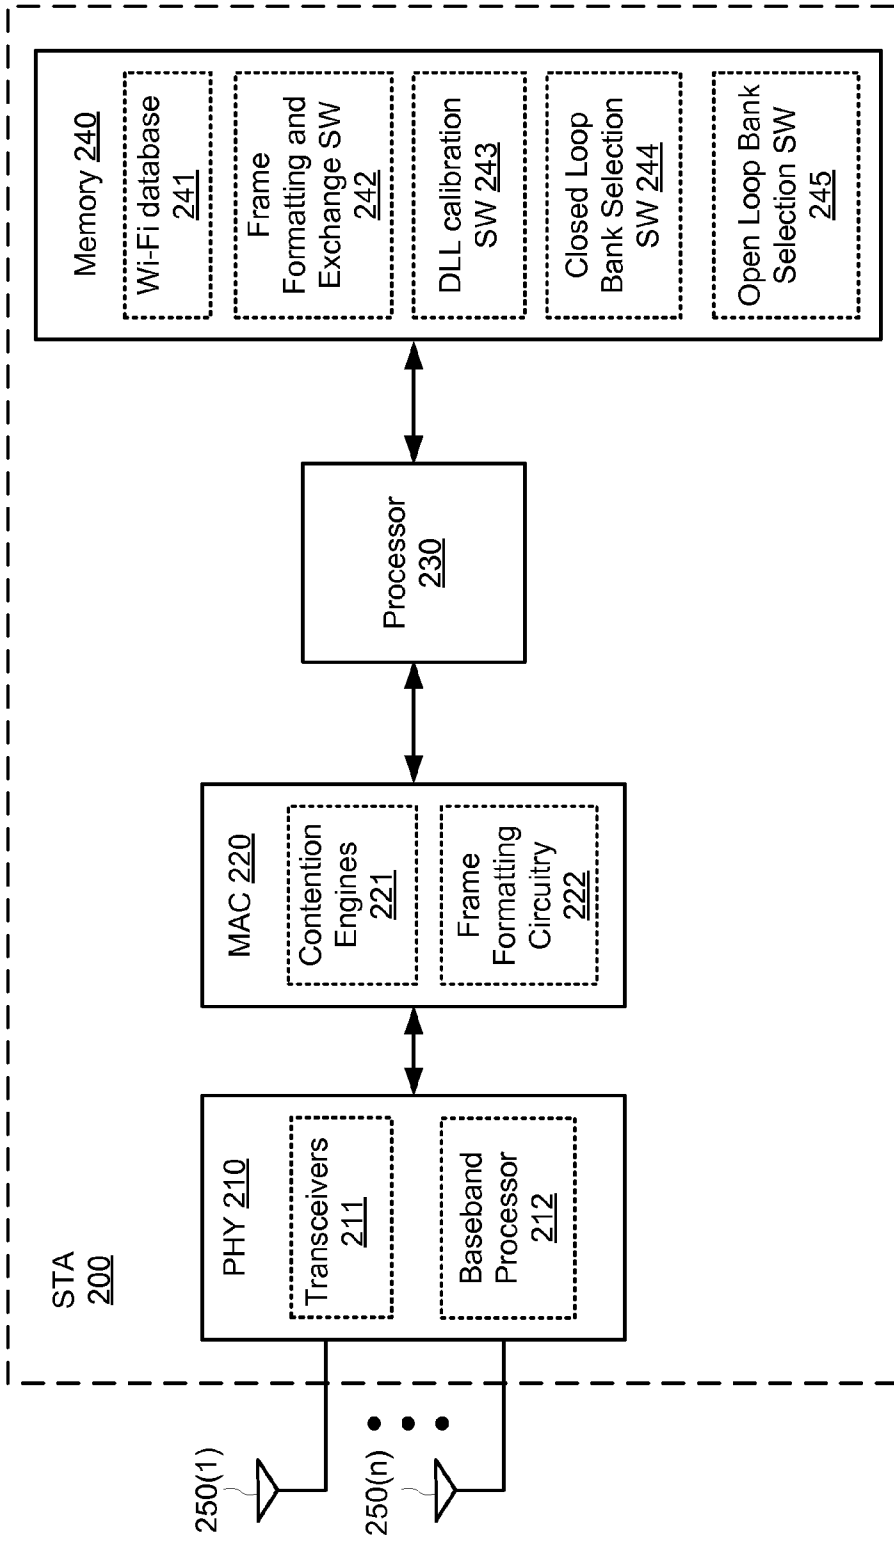 STA
200
250(1)
250(n)
PHY 210
Transceivers
211
Baseband
Processor
212
MAC 220
Contention
Engines
221
Frame
Formatting
Circuitry
222
Processor
230
Memory 240
Wi-Fi database
241
Frame
Formatting and
Exchange SW
242
DLL calibration
SW 243
Closed Loop
Bank Selection
SW 244
Open Loop Bank
Selection SW
245